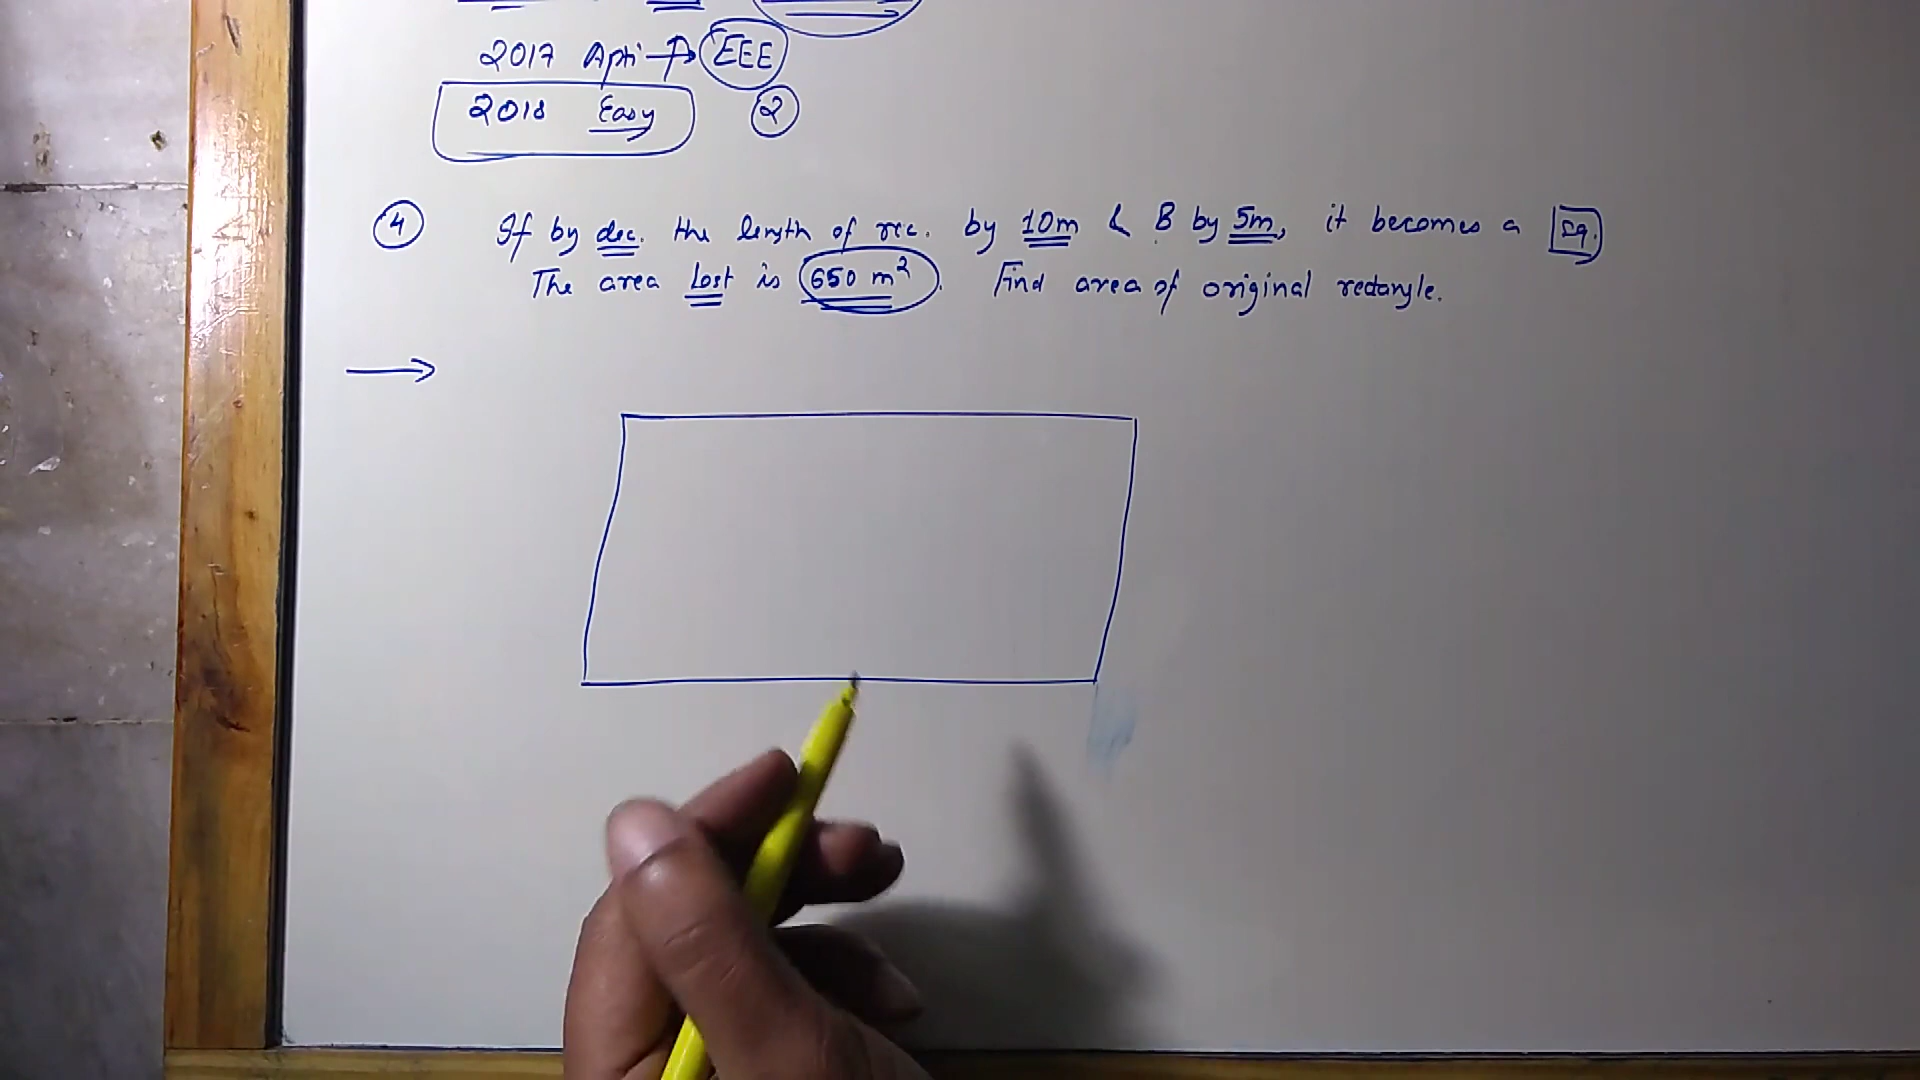 2017 Apti → EEE
2018 Easy 2
4 If by dec. the length of rec. by 10m & B by 5m, it becomes a Sq.
The area Lost is 650 m². Find area of original rectangle.